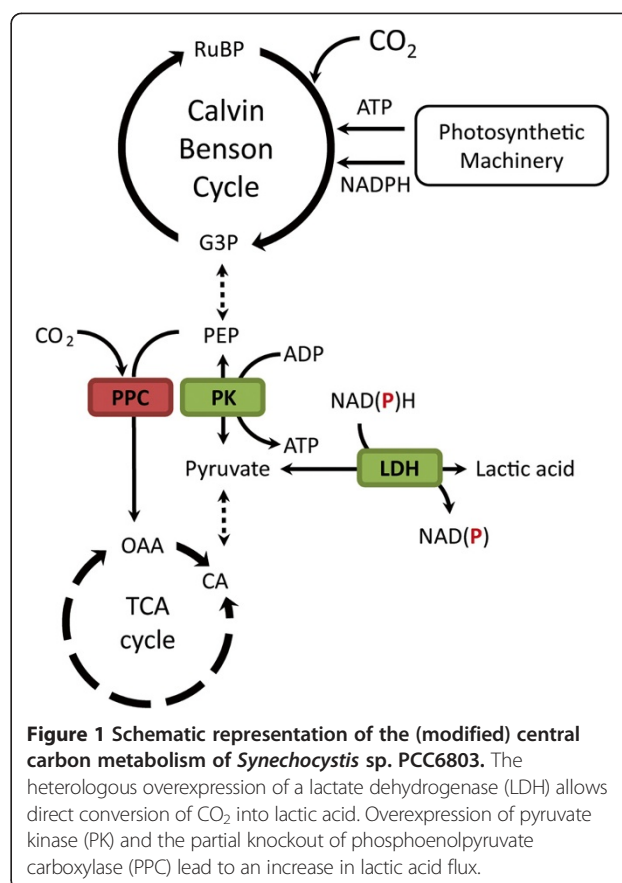 RuBP
CO₂
Calvin
Benson
Cycle
ATP
NADPH
Photosynthetic
Machinery
G3P
CO₂
PEP
ADP
PPC
PK
NAD(P)H
ATP
Pyruvate
LDH
Lactic acid
NAD(P)
OAA
CA
TCA
cycle
Figure 1 Schematic representation of the (modified) central
carbon metabolism of Synechocystis sp. PCC6803. The
heterologous overexpression of a lactate dehydrogenase (LDH) allows
direct conversion of CO₂ into lactic acid. Overexpression of pyruvate
kinase (PK) and the partial knockout of phosphoenolpyruvate
carboxylase (PPC) lead to an increase in lactic acid flux.